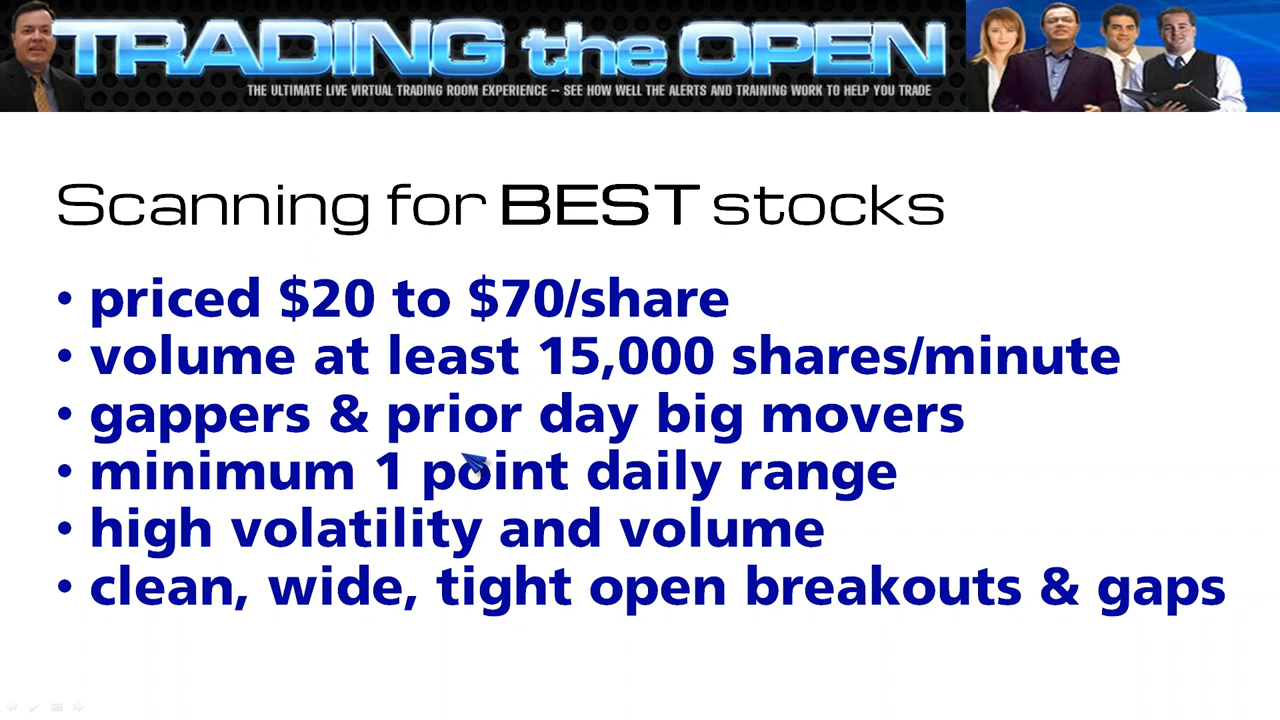 TRADING the OPEN
THE ULTIMATE LIVE VIRTUAL TRADING ROOM EXPERIENCE -- SEE HOW WELL THE ALERTS AND TRAINING WORK TO HELP YOU TRADE
Scanning for BEST stocks
• priced $20 to $70/share
• volume at least 15,000 shares/minute
• gappers & prior day big movers
• minimum 1 point daily range
• high volatility and volume
• clean, wide, tight open breakouts & gaps